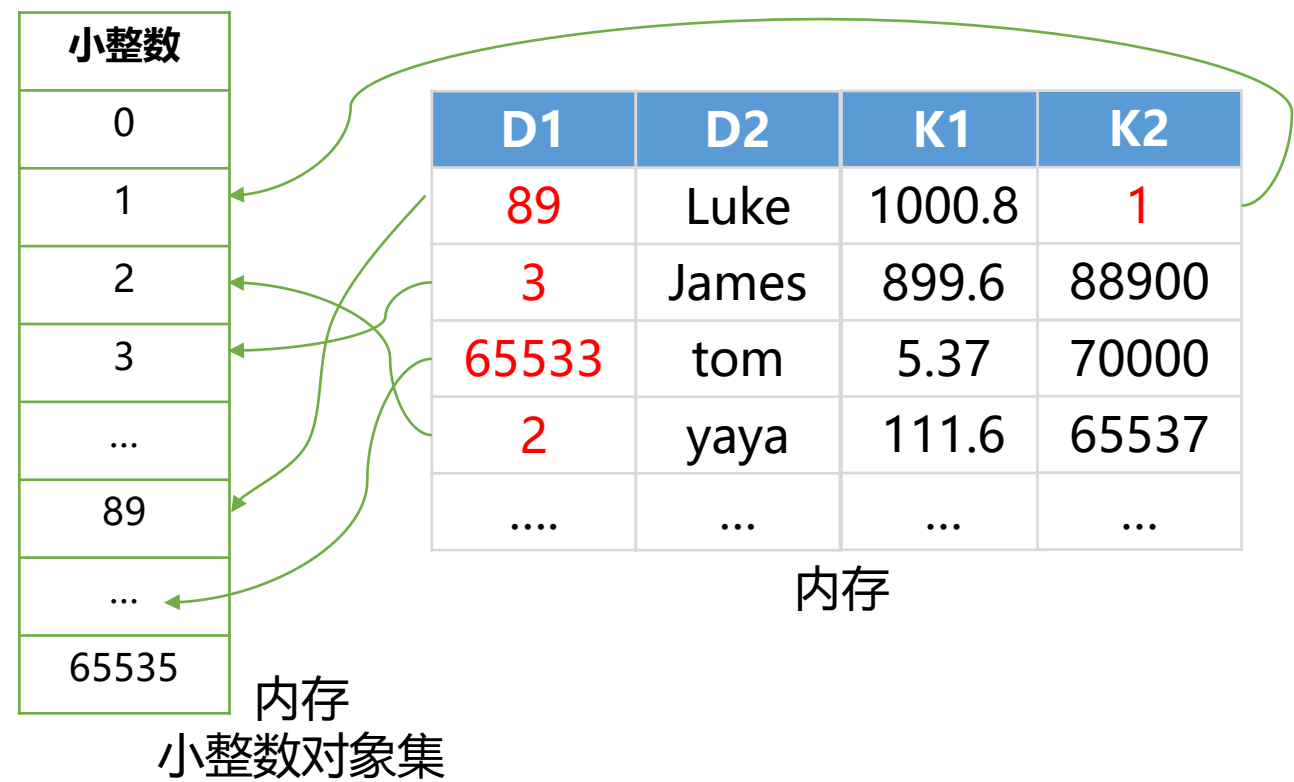 小整数
0
1
2
3
...
89
...
65535
内存
小整数对象集
D1 D2 K1 K2
89 Luke 1000.8 1
3 James 899.6 88900
65533 tom 5.37 70000
2 yaya 111.6 65537
.... ... ... ...
内存